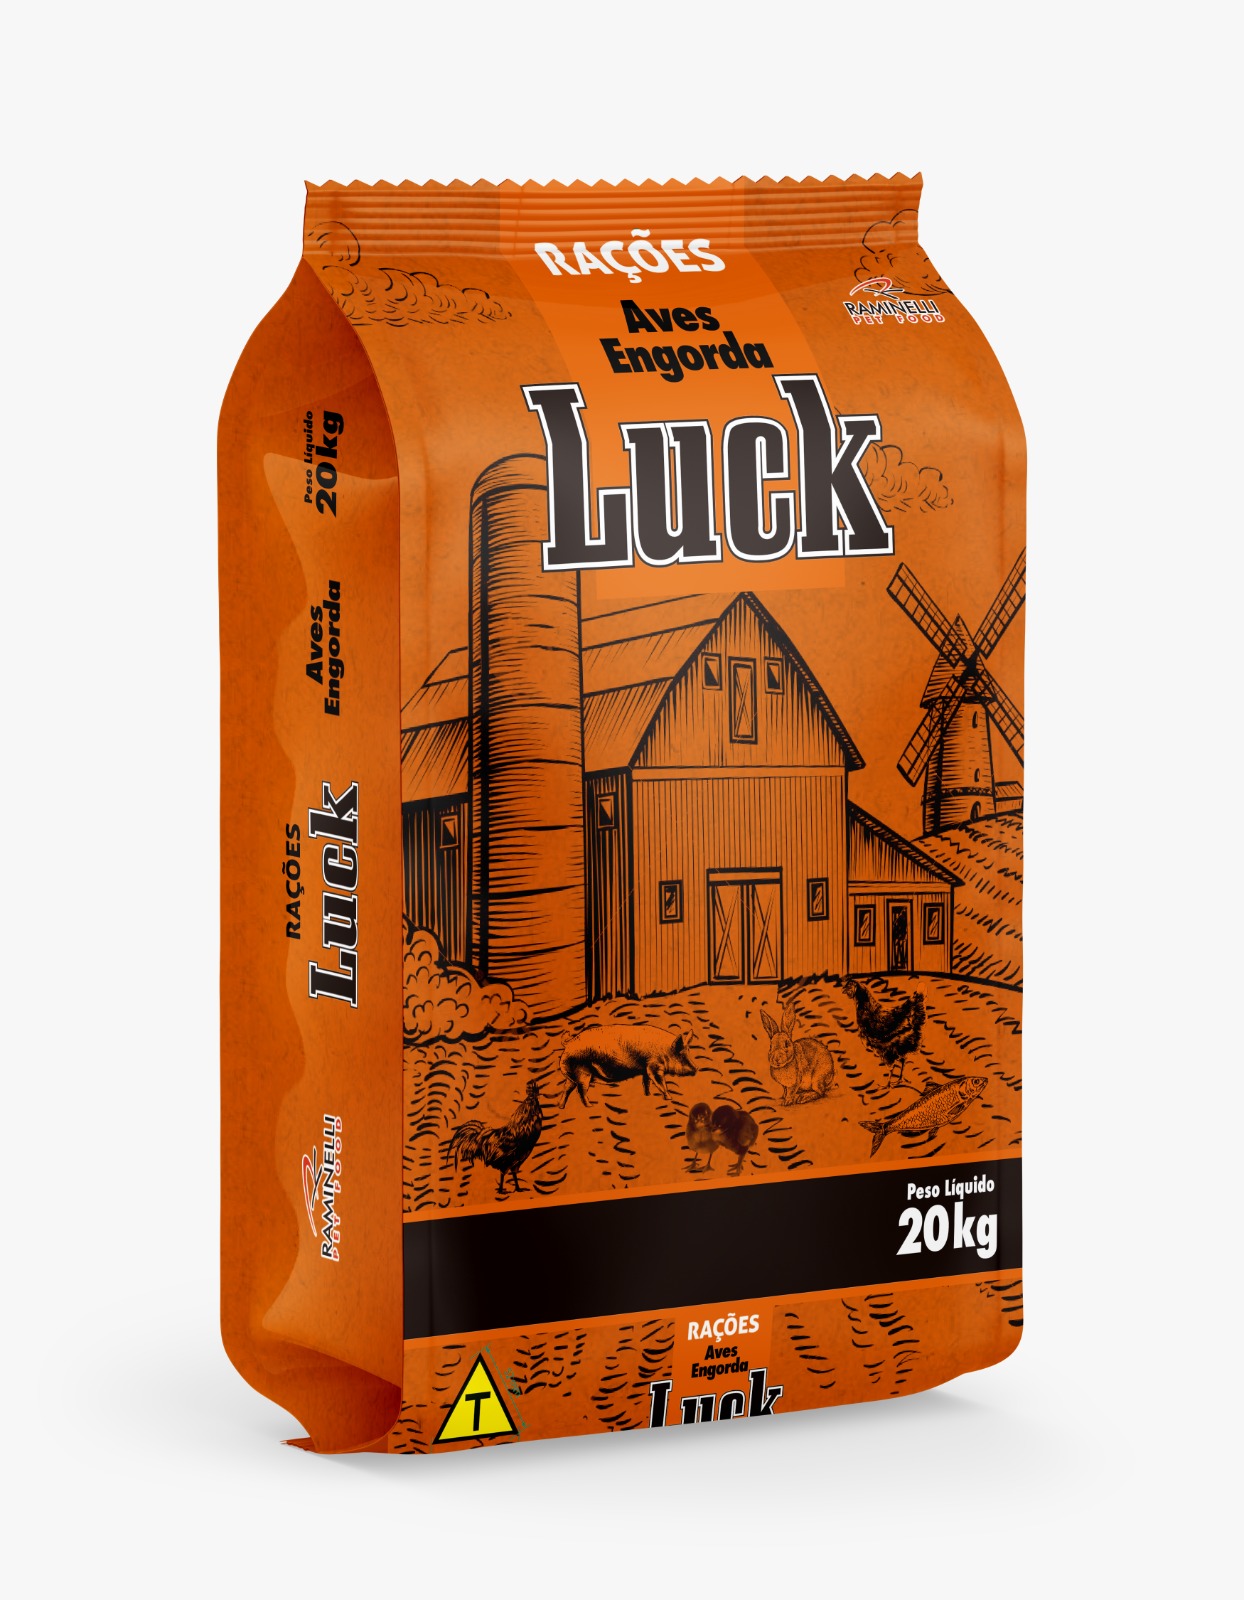 RAÇÕES
Aves
Engorda
Luck
RAMINELLI
PET FOOD
Peso Líquido
20kg
RAÇÕES
Aves
Engorda
Luck
T
Peso Líquido
20kg
Aves
Engorda
RAÇÕES
Luck
RAMINELLI
PET FOOD